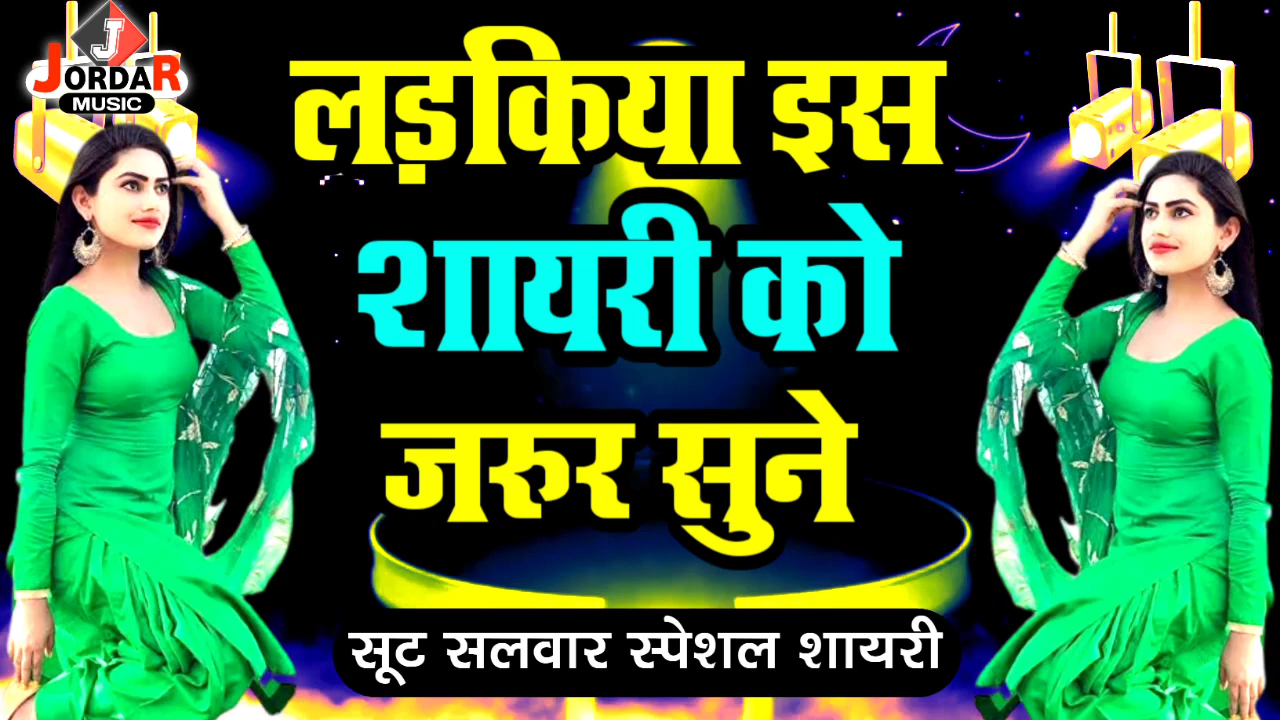 J
JORDAR
MUSIC
लड़किया इस
शायरी को
जरुर सुने
सूट सलवार स्पेशल शायरी